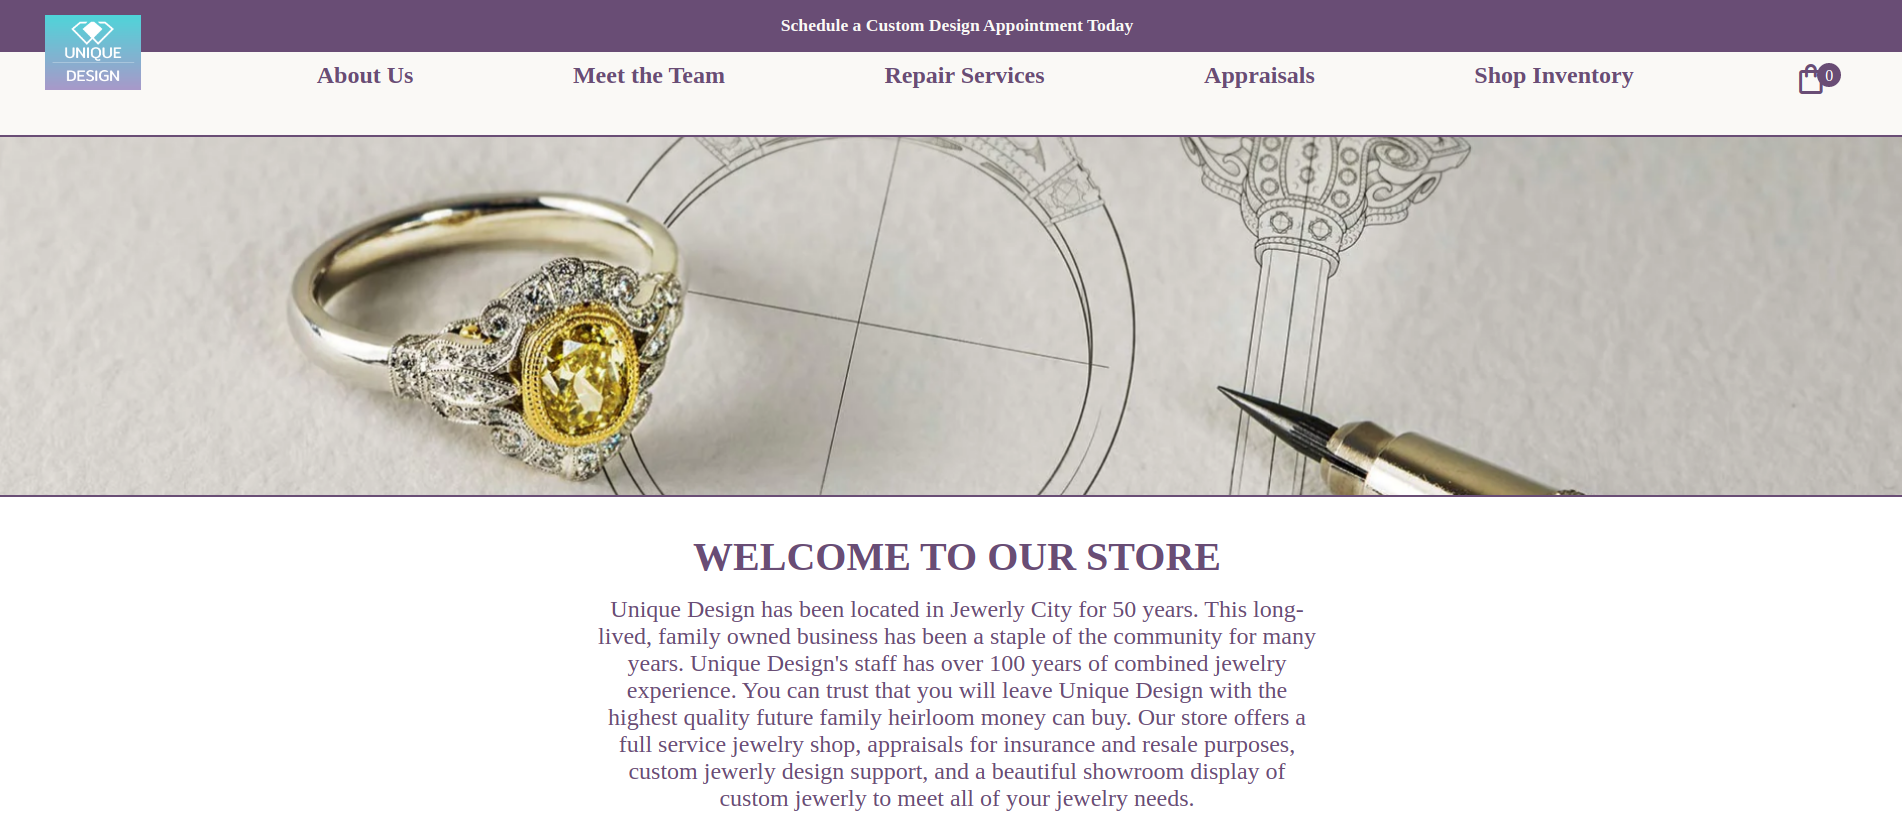 Schedule a Custom Design Appointment Today
UNIQUE
DESIGN
About Us
Meet the Team
Repair Services
Appraisals
Shop Inventory
0
WELCOME TO OUR STORE
Unique Design has been located in Jewerly City for 50 years. This long-
lived, family owned business has been a staple of the community for many
years. Unique Design's staff has over 100 years of combined jewelry
experience. You can trust that you will leave Unique Design with the
highest quality future family heirloom money can buy. Our store offers a
full service jewelry shop, appraisals for insurance and resale purposes,
custom jewerly design support, and a beautiful showroom display of
custom jewerly to meet all of your jewelry needs.